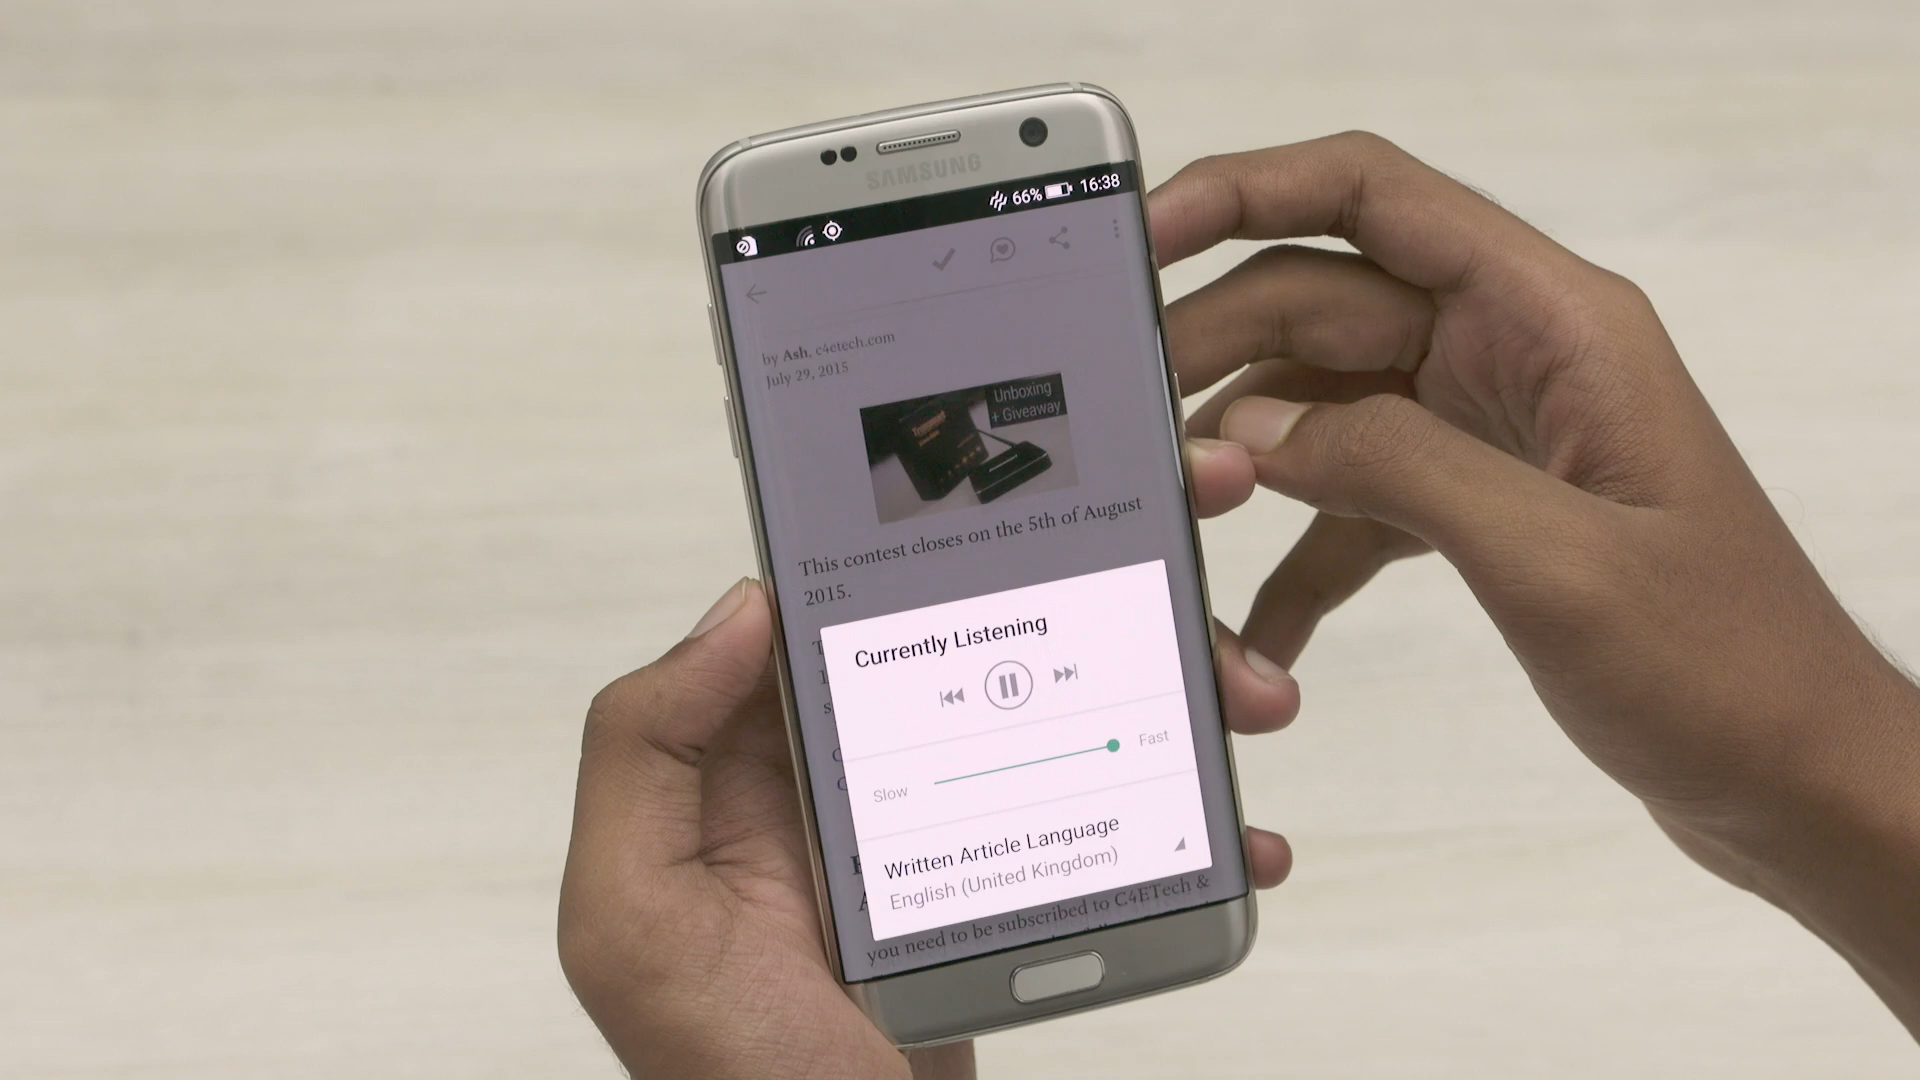 SAMSUNG
66% 16:38
by Ash, c4etech.com
July 29, 2015
Unboxing
+ Giveaway
This contest closes on the 5th of August
2015.
Currently Listening
Slow Fast
Written Article Language
English (United Kingdom)
you need to be subscribed to C4ETech &